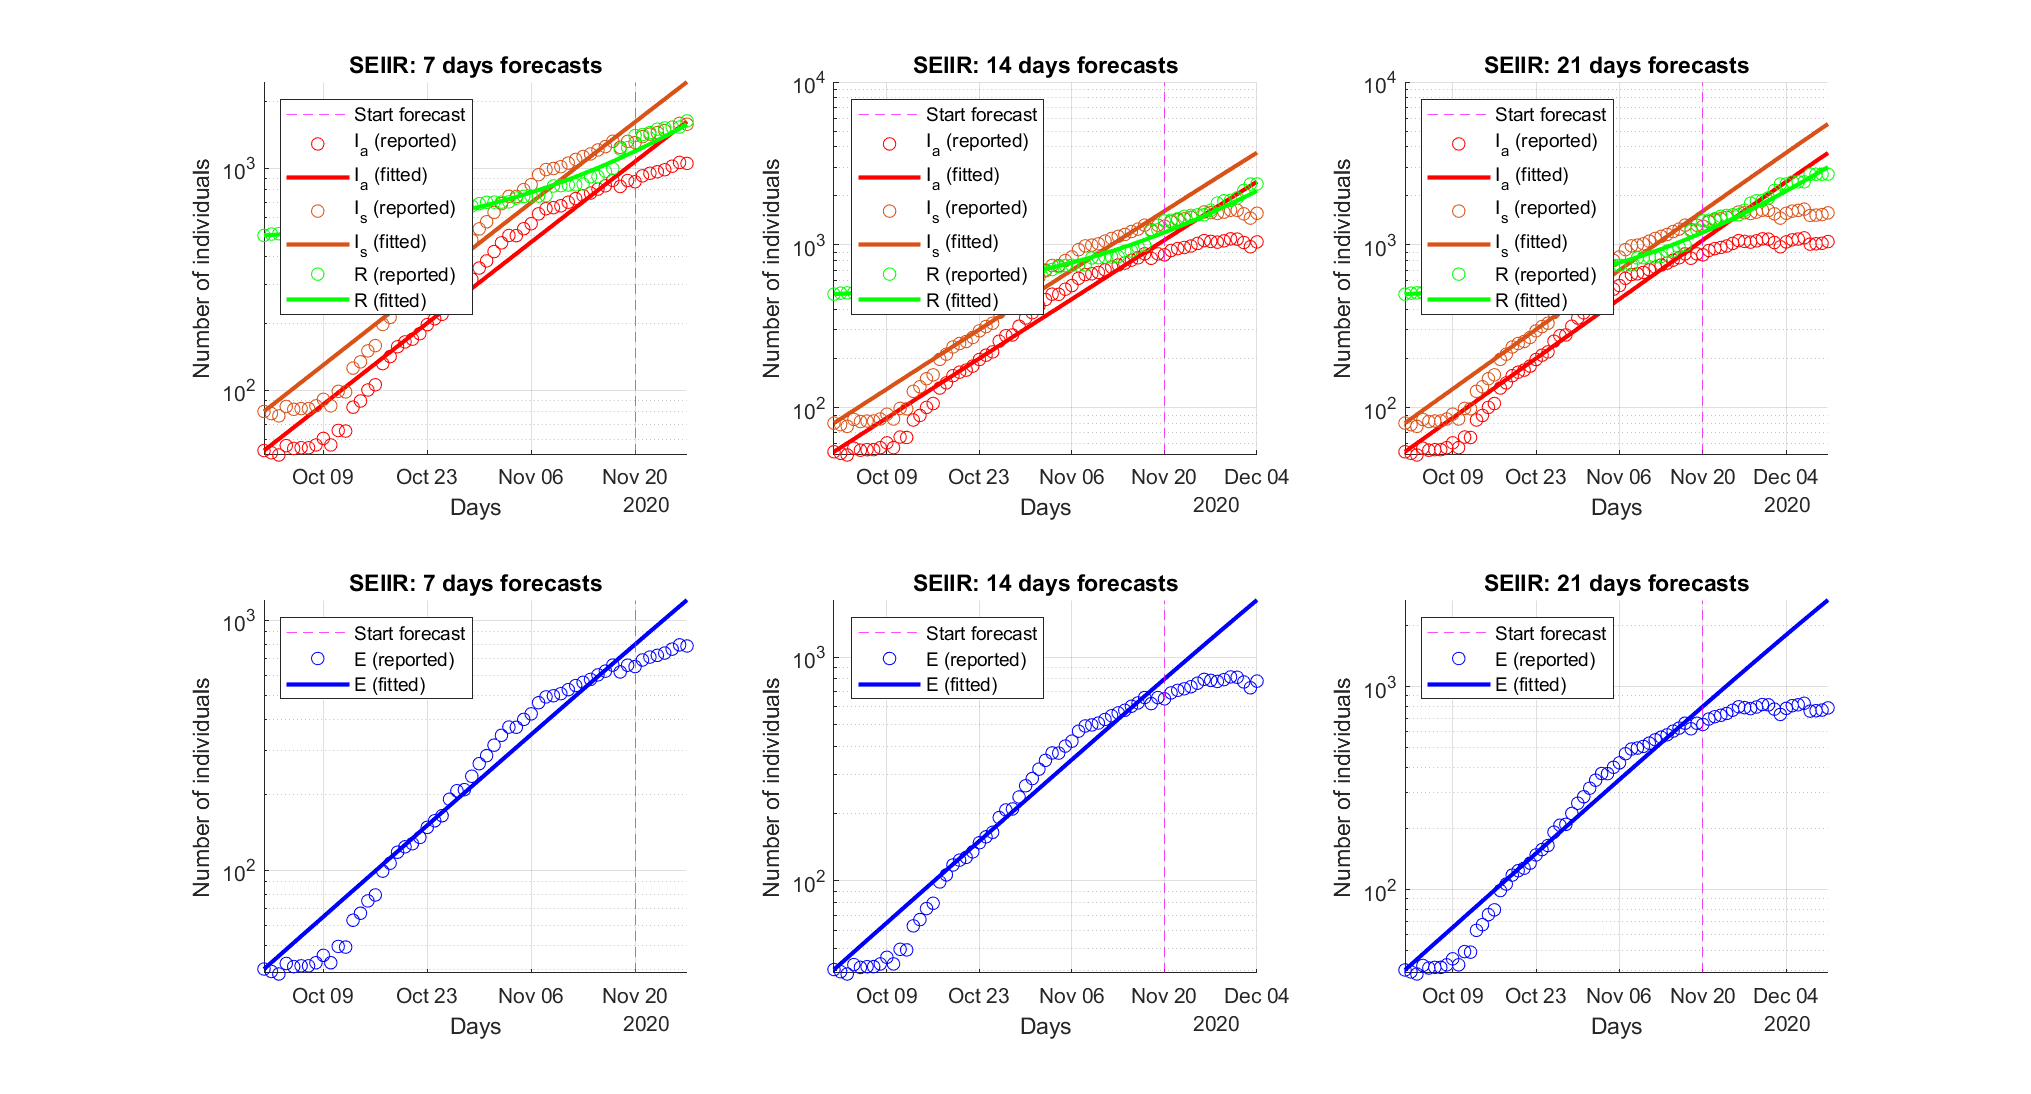 SEIIR: 7 days forecasts
Number of individuals
10^3
10^2
Start forecast
I_a (reported)
I_a (fitted)
I_s (reported)
I_s (fitted)
R (reported)
R (fitted)
Oct 09 Oct 23 Nov 06 Nov 20
Days 2020
SEIIR: 14 days forecasts
Number of individuals
10^4
10^3
10^2
Start forecast
I_a (reported)
I_a (fitted)
I_s (reported)
I_s (fitted)
R (reported)
R (fitted)
Oct 09 Oct 23 Nov 06 Nov 20 Dec 04
Days 2020
SEIIR: 21 days forecasts
Number of individuals
10^4
10^3
10^2
Start forecast
I_a (reported)
I_a (fitted)
I_s (reported)
I_s (fitted)
R (reported)
R (fitted)
Oct 09 Oct 23 Nov 06 Nov 20 Dec 04
Days 2020
SEIIR: 7 days forecasts
Number of individuals
10^3
10^2
Start forecast
E (reported)
E (fitted)
Oct 09 Oct 23 Nov 06 Nov 20
Days 2020
SEIIR: 14 days forecasts
Number of individuals
10^3
10^2
Start forecast
E (reported)
E (fitted)
Oct 09 Oct 23 Nov 06 Nov 20 Dec 04
Days 2020
SEIIR: 21 days forecasts
Number of individuals
10^3
10^2
Start forecast
E (reported)
E (fitted)
Oct 09 Oct 23 Nov 06 Nov 20 Dec 04
Days 2020